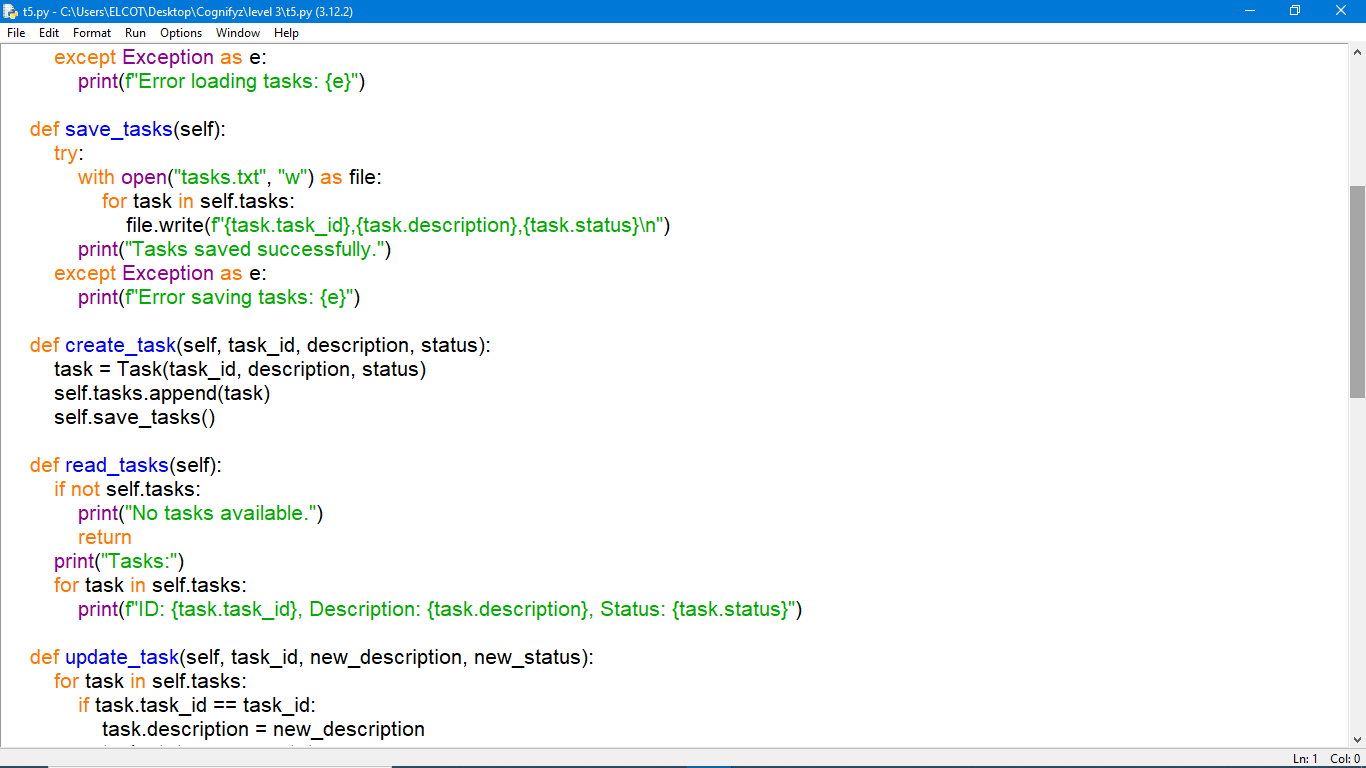 t5.py - C:\Users\ELCOT\Desktop\Cognifyz\level 3\t5.py (3.12.2)
File Edit Format Run Options Window Help
        except Exception as e:
            print(f"Error loading tasks: {e}")

    def save_tasks(self):
        try:
            with open("tasks.txt", "w") as file:
                for task in self.tasks:
                    file.write(f"{task.task_id},{task.description},{task.status}\n")
            print("Tasks saved successfully.")
        except Exception as e:
            print(f"Error saving tasks: {e}")

    def create_task(self, task_id, description, status):
        task = Task(task_id, description, status)
        self.tasks.append(task)
        self.save_tasks()

    def read_tasks(self):
        if not self.tasks:
            print("No tasks available.")
            return
        print("Tasks:")
        for task in self.tasks:
            print(f"ID: {task.task_id}, Description: {task.description}, Status: {task.status}")

    def update_task(self, task_id, new_description, new_status):
        for task in self.tasks:
            if task.task_id == task_id:
                task.description = new_description
Ln: 1 Col: 0